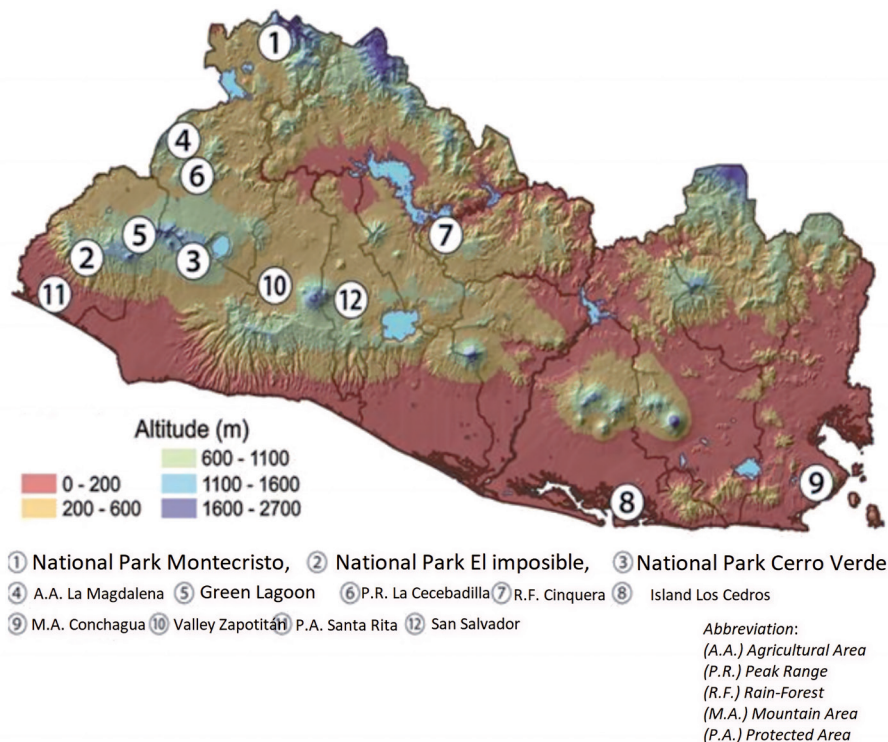 1
4
6
5
2
3
7
11
10
12
8
9
Altitude (m)
0 - 200
200 - 600
600 - 1100
1100 - 1600
1600 - 2700
1 National Park Montecristo, 2 National Park El imposible, 3 National Park Cerro Verde
4 A.A. La Magdalena 5 Green Lagoon 6 P.R. La Cecebadilla 7 R.F. Cinquera 8 Island Los Cedros
9 M.A. Conchagua 10 Valley Zapotitán 11 P.A. Santa Rita 12 San Salvador
Abbreviation:
(A.A.) Agricultural Area
(P.R.) Peak Range
(R.F.) Rain-Forest
(M.A.) Mountain Area
(P.A.) Protected Area